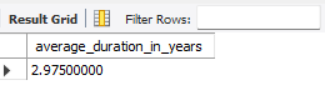 Result Grid Filter Rows:
average_duration_in_years
2.97500000